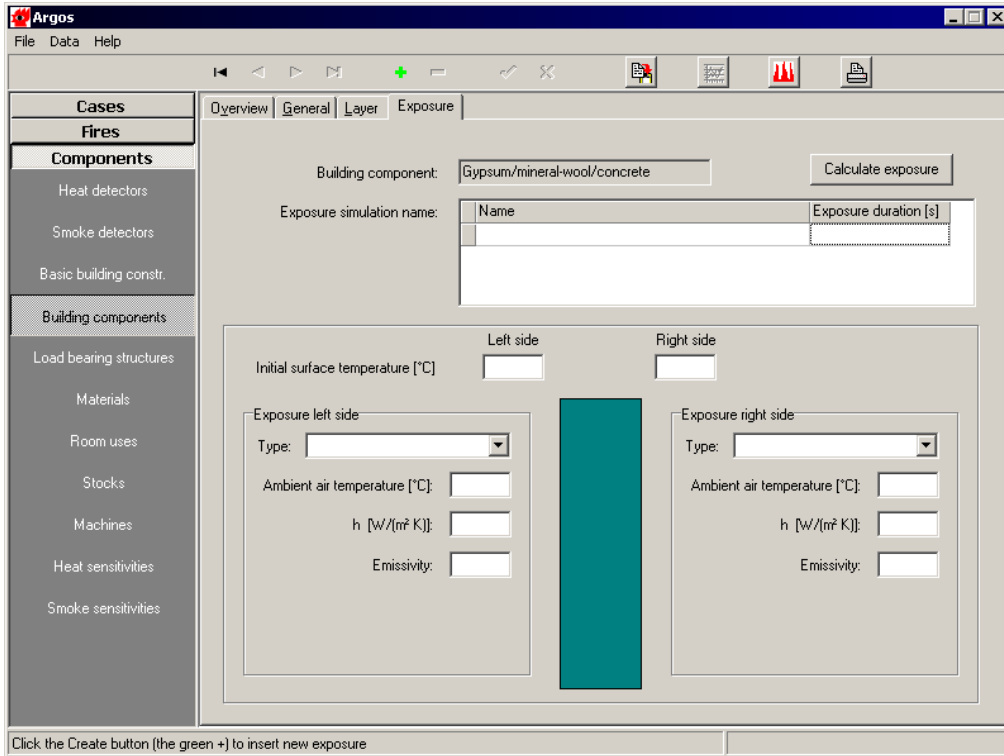 Argos
File Data Help
Cases
Fires
Components
Heat detectors
Smoke detectors
Basic building constr.
Building components
Load bearing structures
Materials
Room uses
Stocks
Machines
Heat sensitivities
Smoke sensitivities
Overview General Layer Exposure
Building component: Gypsum/mineral-wool/concrete Calculate exposure
Exposure simulation name: Name Exposure duration [s]
Left side Right side
Initial surface temperature [°C]
Exposure left side
Type:
Ambient air temperature [°C]:
h [W/(m² K)]:
Emissivity:
Exposure right side
Type:
Ambient air temperature [°C]:
h [W/(m² K)]:
Emissivity:
Click the Create button (the green +) to insert new exposure